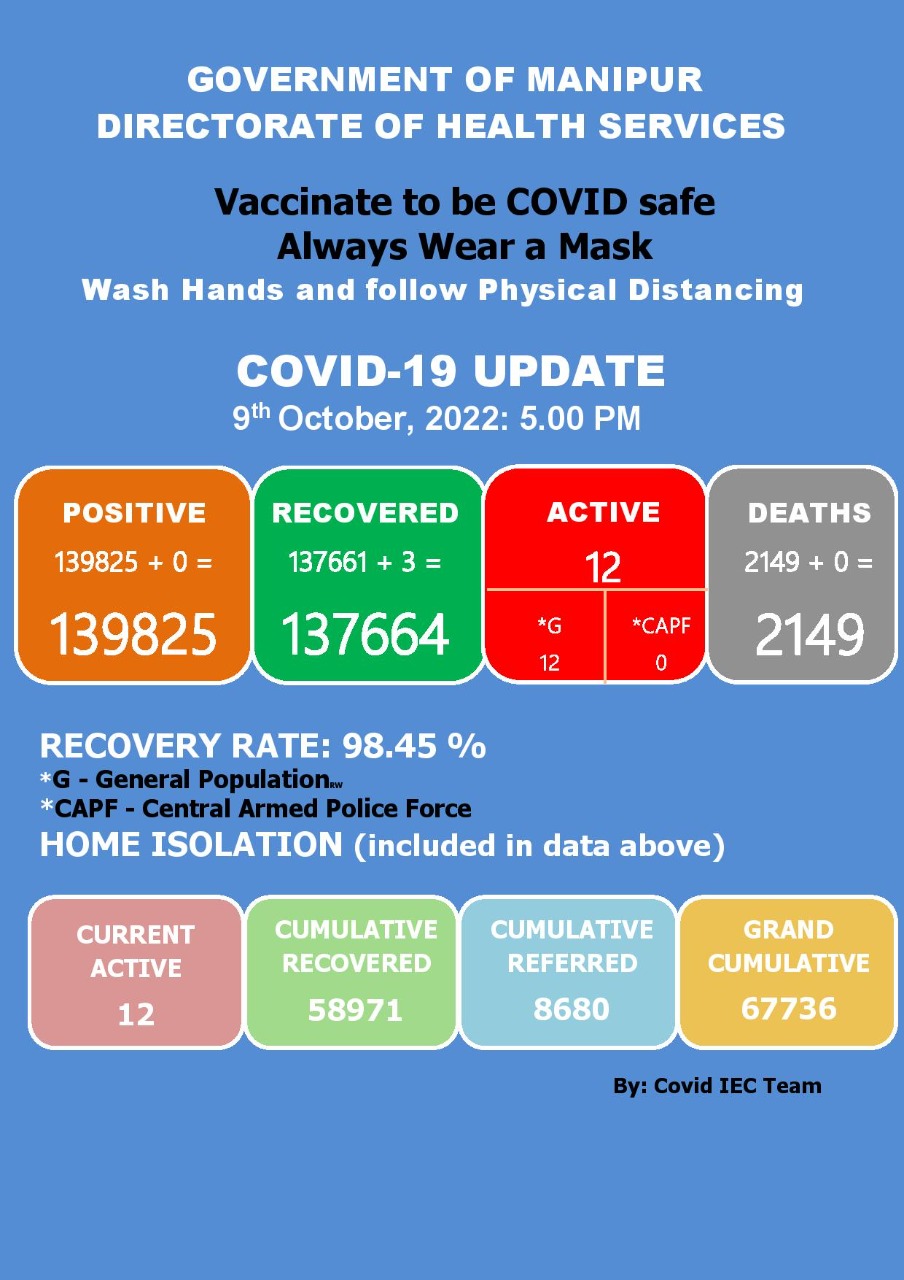 GOVERNMENT OF MANIPUR
DIRECTORATE OF HEALTH SERVICES
Vaccinate to be COVID safe
Always Wear a Mask
Wash Hands and follow Physical Distancing
COVID-19 UPDATE
9th October, 2022: 5.00 PM
POSITIVE
139825 + 0 =
139825
RECOVERED
137661 + 3 =
137664
ACTIVE
12
*G
12
*CAPF
0
DEATHS
2149 + 0 =
2149
RECOVERY RATE: 98.45 %
*G - General PopulationRW
*CAPF - Central Armed Police Force
HOME ISOLATION (included in data above)
CURRENT
ACTIVE
12
CUMULATIVE
RECOVERED
58971
CUMULATIVE
REFERRED
8680
GRAND
CUMULATIVE
67736
By: Covid IEC Team